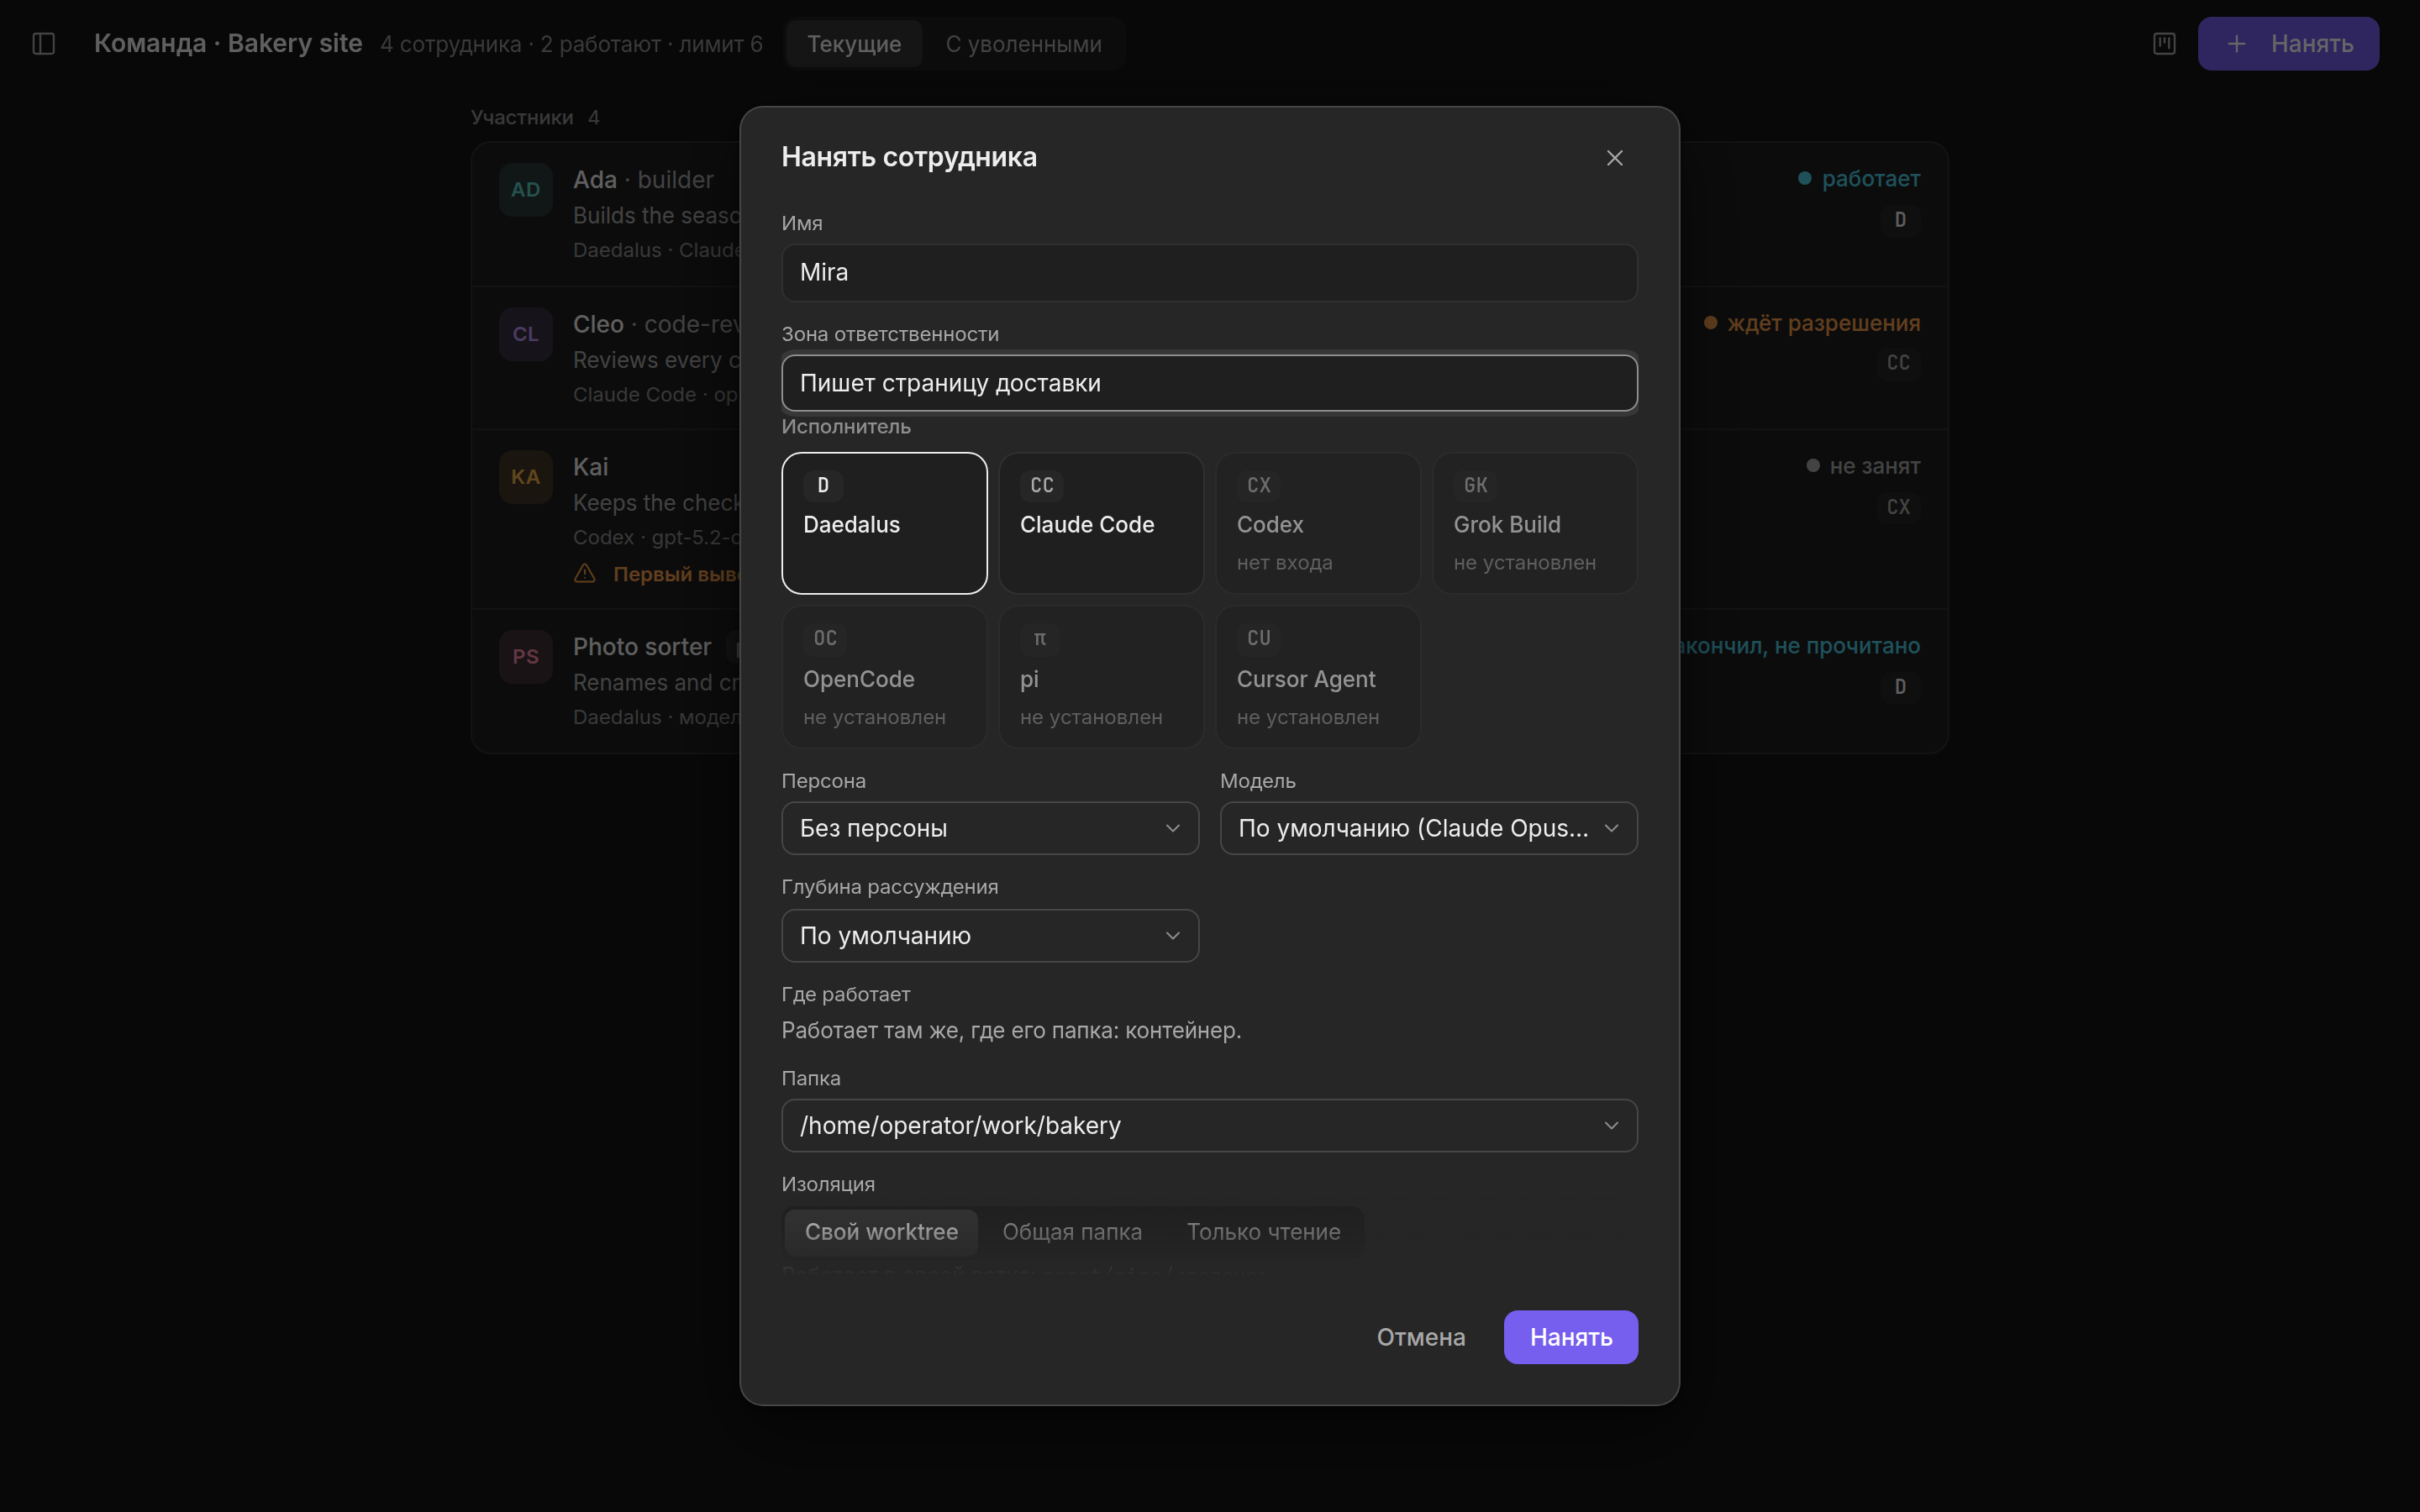 Команда · Bakery site 4 сотрудника · 2 работают · лимит 6 Текущие С уволенными Нанять
Участники 4
AD Ada · builder работает
Builds the seaso D
Daedalus · Claude
CL Cleo · code-rev ждёт разрешения
Reviews every c CC
Claude Code · op
KA Kai не занят
Keeps the check CX
Codex · gpt-5.2-c
Первый выв
PS Photo sorter акончил, не прочитано
Renames and cr D
Daedalus · модел
Нанять сотрудника
Имя
Mira
Зона ответственности
Пишет страницу доставки
Исполнитель
D CC CX GK
Daedalus Claude Code Codex Grok Build
нет входа не установлен
OC π CU
OpenCode pi Cursor Agent
не установлен не установлен не установлен
Персона Модель
Без персоны По умолчанию (Claude Opus...
Глубина рассуждения
По умолчанию
Где работает
Работает там же, где его папка: контейнер.
Папка
/home/operator/work/bakery
Изоляция
Свой worktree Общая папка Только чтение
Отмена Нанять